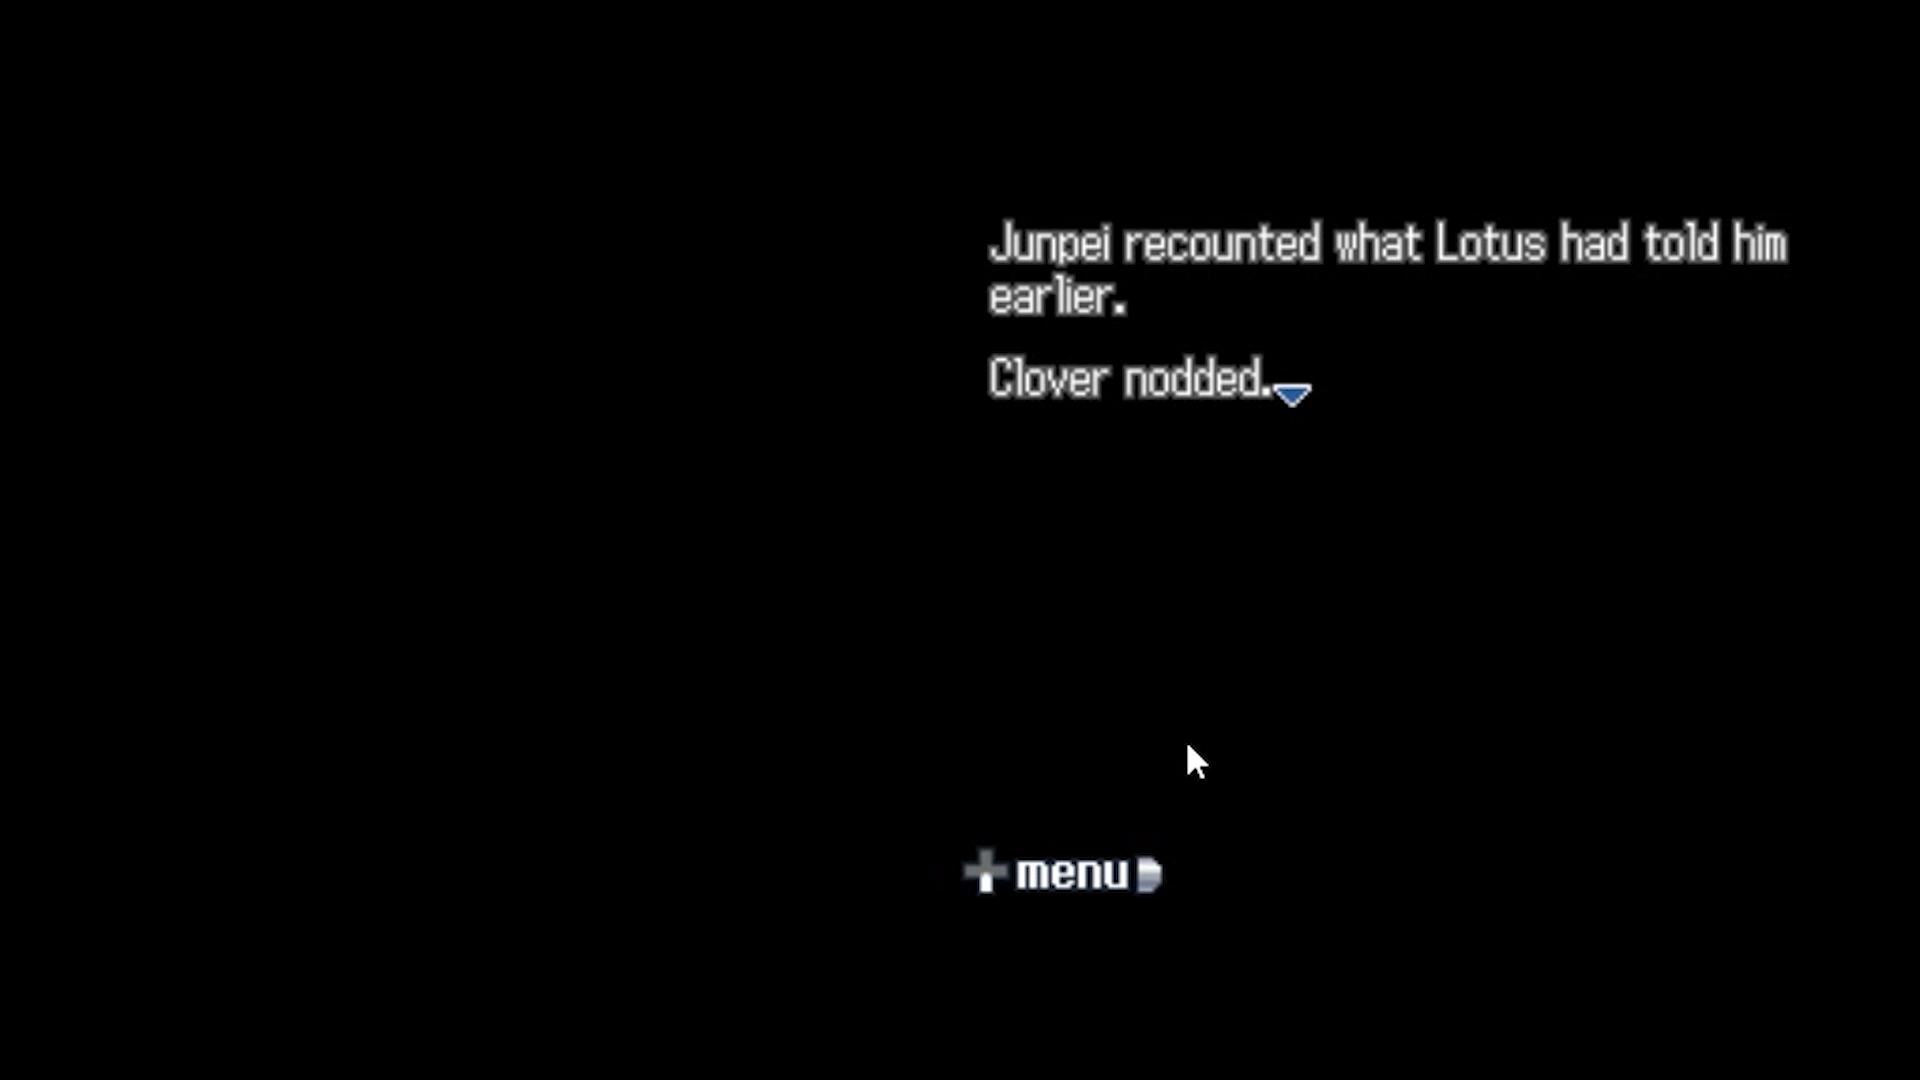 Junpei recounted what Lotus had told him
earlier.
Clover nodded.
menu